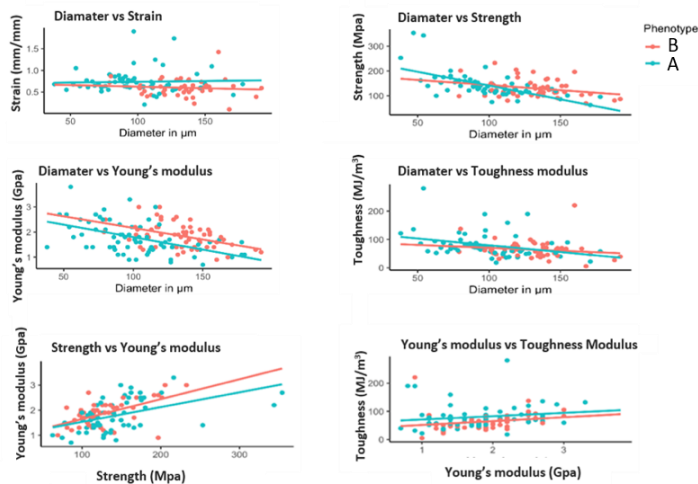 Diamater vs Strain
Strain (mm/mm)
1.5
1.0
0.5
50
100
150
Diameter in µm
Diamater vs Strength
Strength (Mpa)
300
200
100
50
100
150
Diameter in µm
Phenotype
B
A
Diamater vs Young's modulus
Young's modulus (Gpa)
3
2
1
50
100
150
Diameter in µm
Diamater vs Toughness modulus
Toughness (MJ/m³)
200
100
0
50
100
150
Diameter in µm
Strength vs Young's modulus
Young's modulus (Gpa)
3
2
1
100
200
300
Strength (Mpa)
Young's modulus vs Toughness Modulus
Toughness (MJ/m³)
200
100
0
1
2
3
Young's modulus (Gpa)